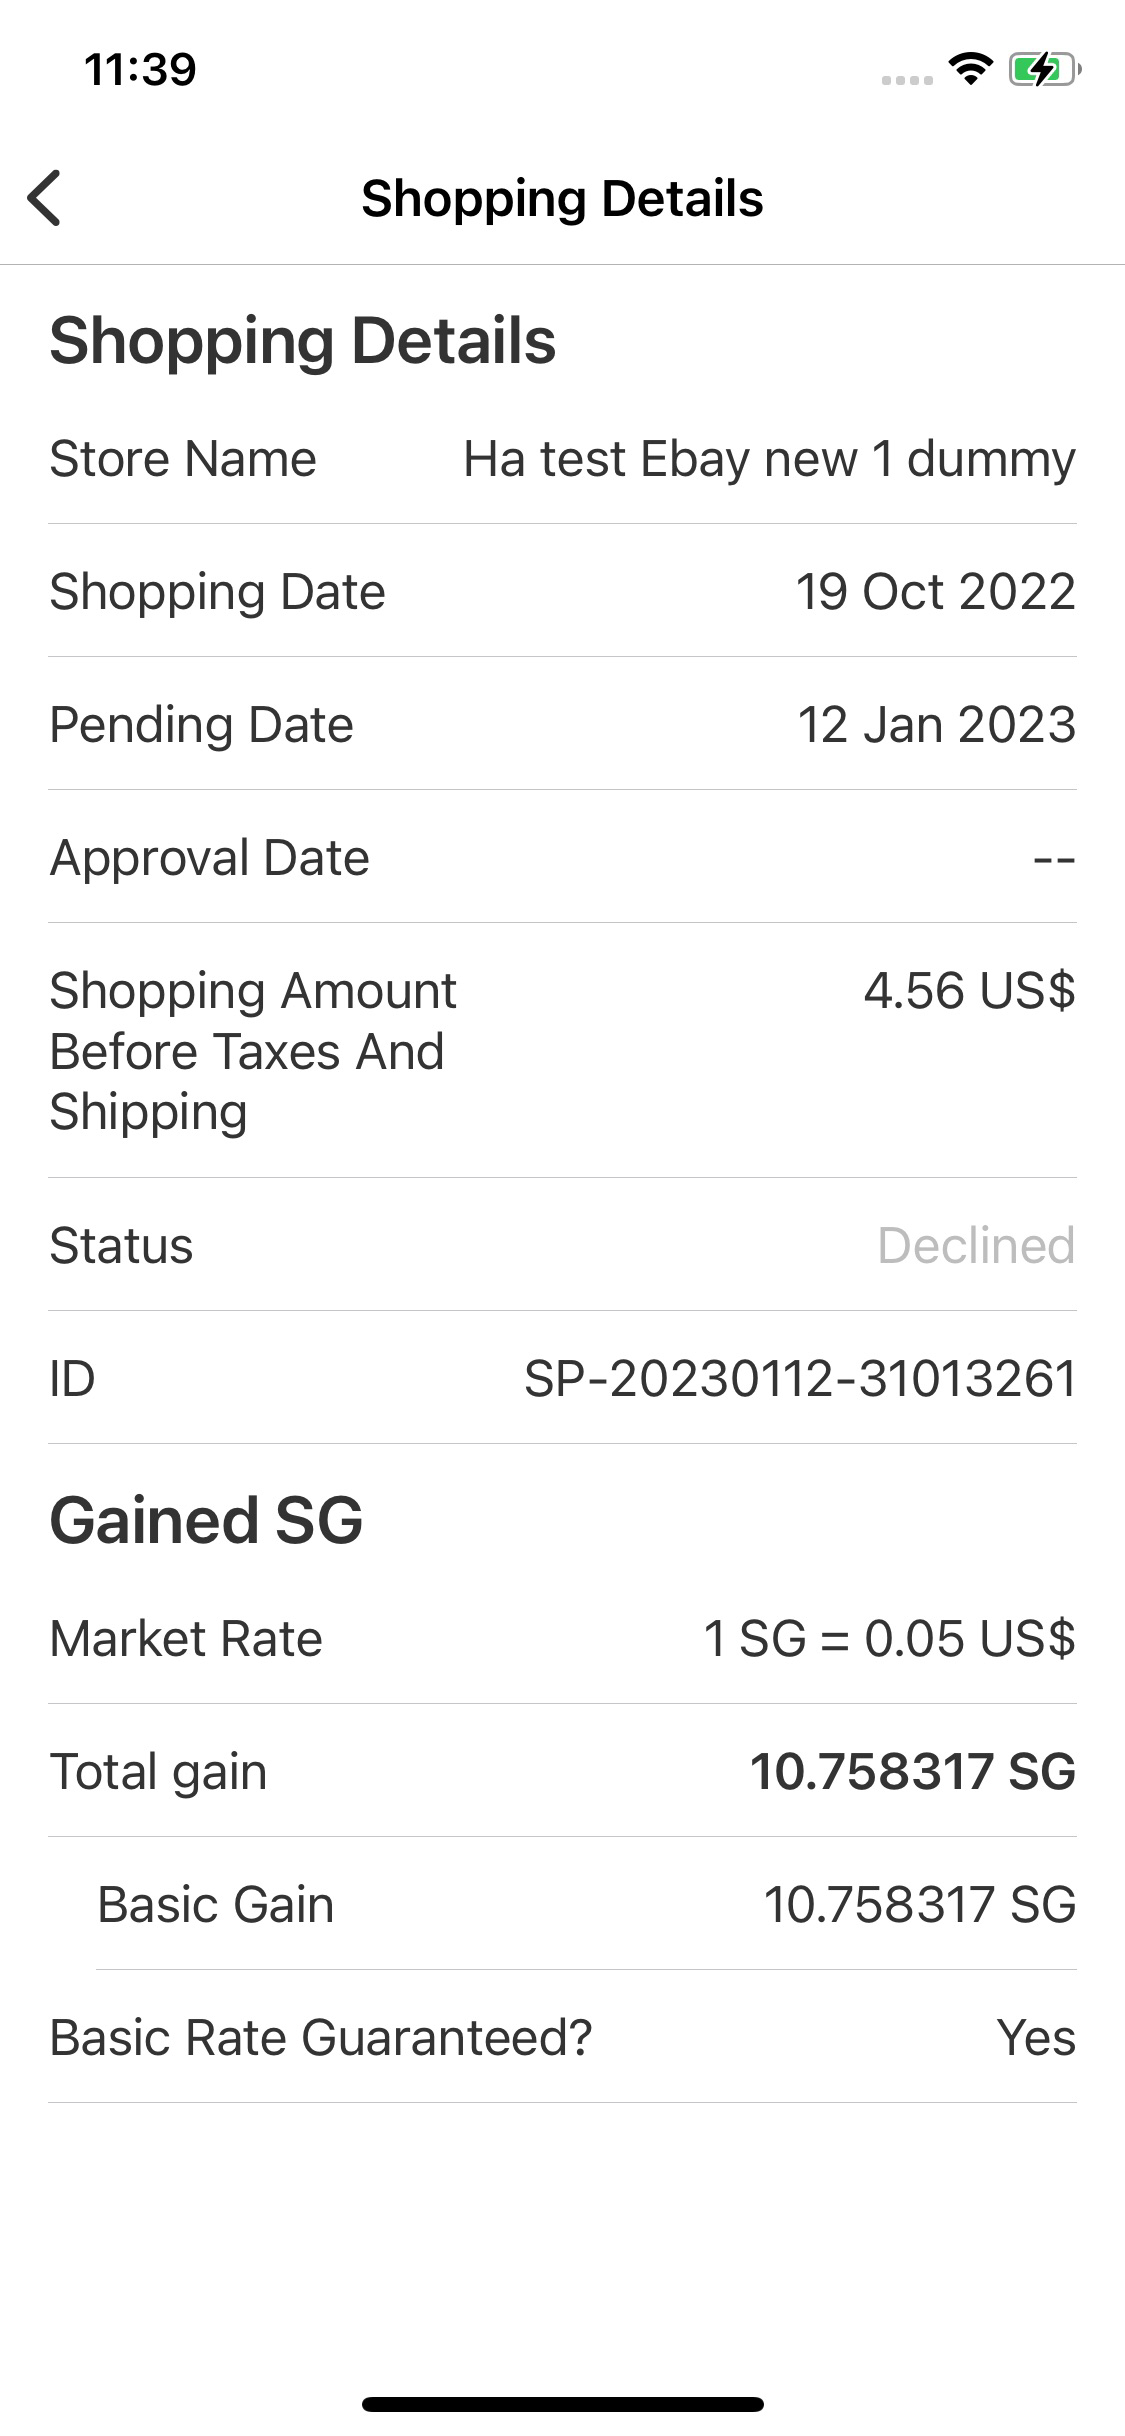 11:39
Shopping Details
Shopping Details
Store Name Ha test Ebay new 1 dummy
Shopping Date 19 Oct 2022
Pending Date 12 Jan 2023
Approval Date --
Shopping Amount 4.56 US$
Before Taxes And
Shipping
Status Declined
ID SP-20230112-31013261
Gained SG
Market Rate 1 SG = 0.05 US$
Total gain 10.758317 SG
Basic Gain 10.758317 SG
Basic Rate Guaranteed? Yes